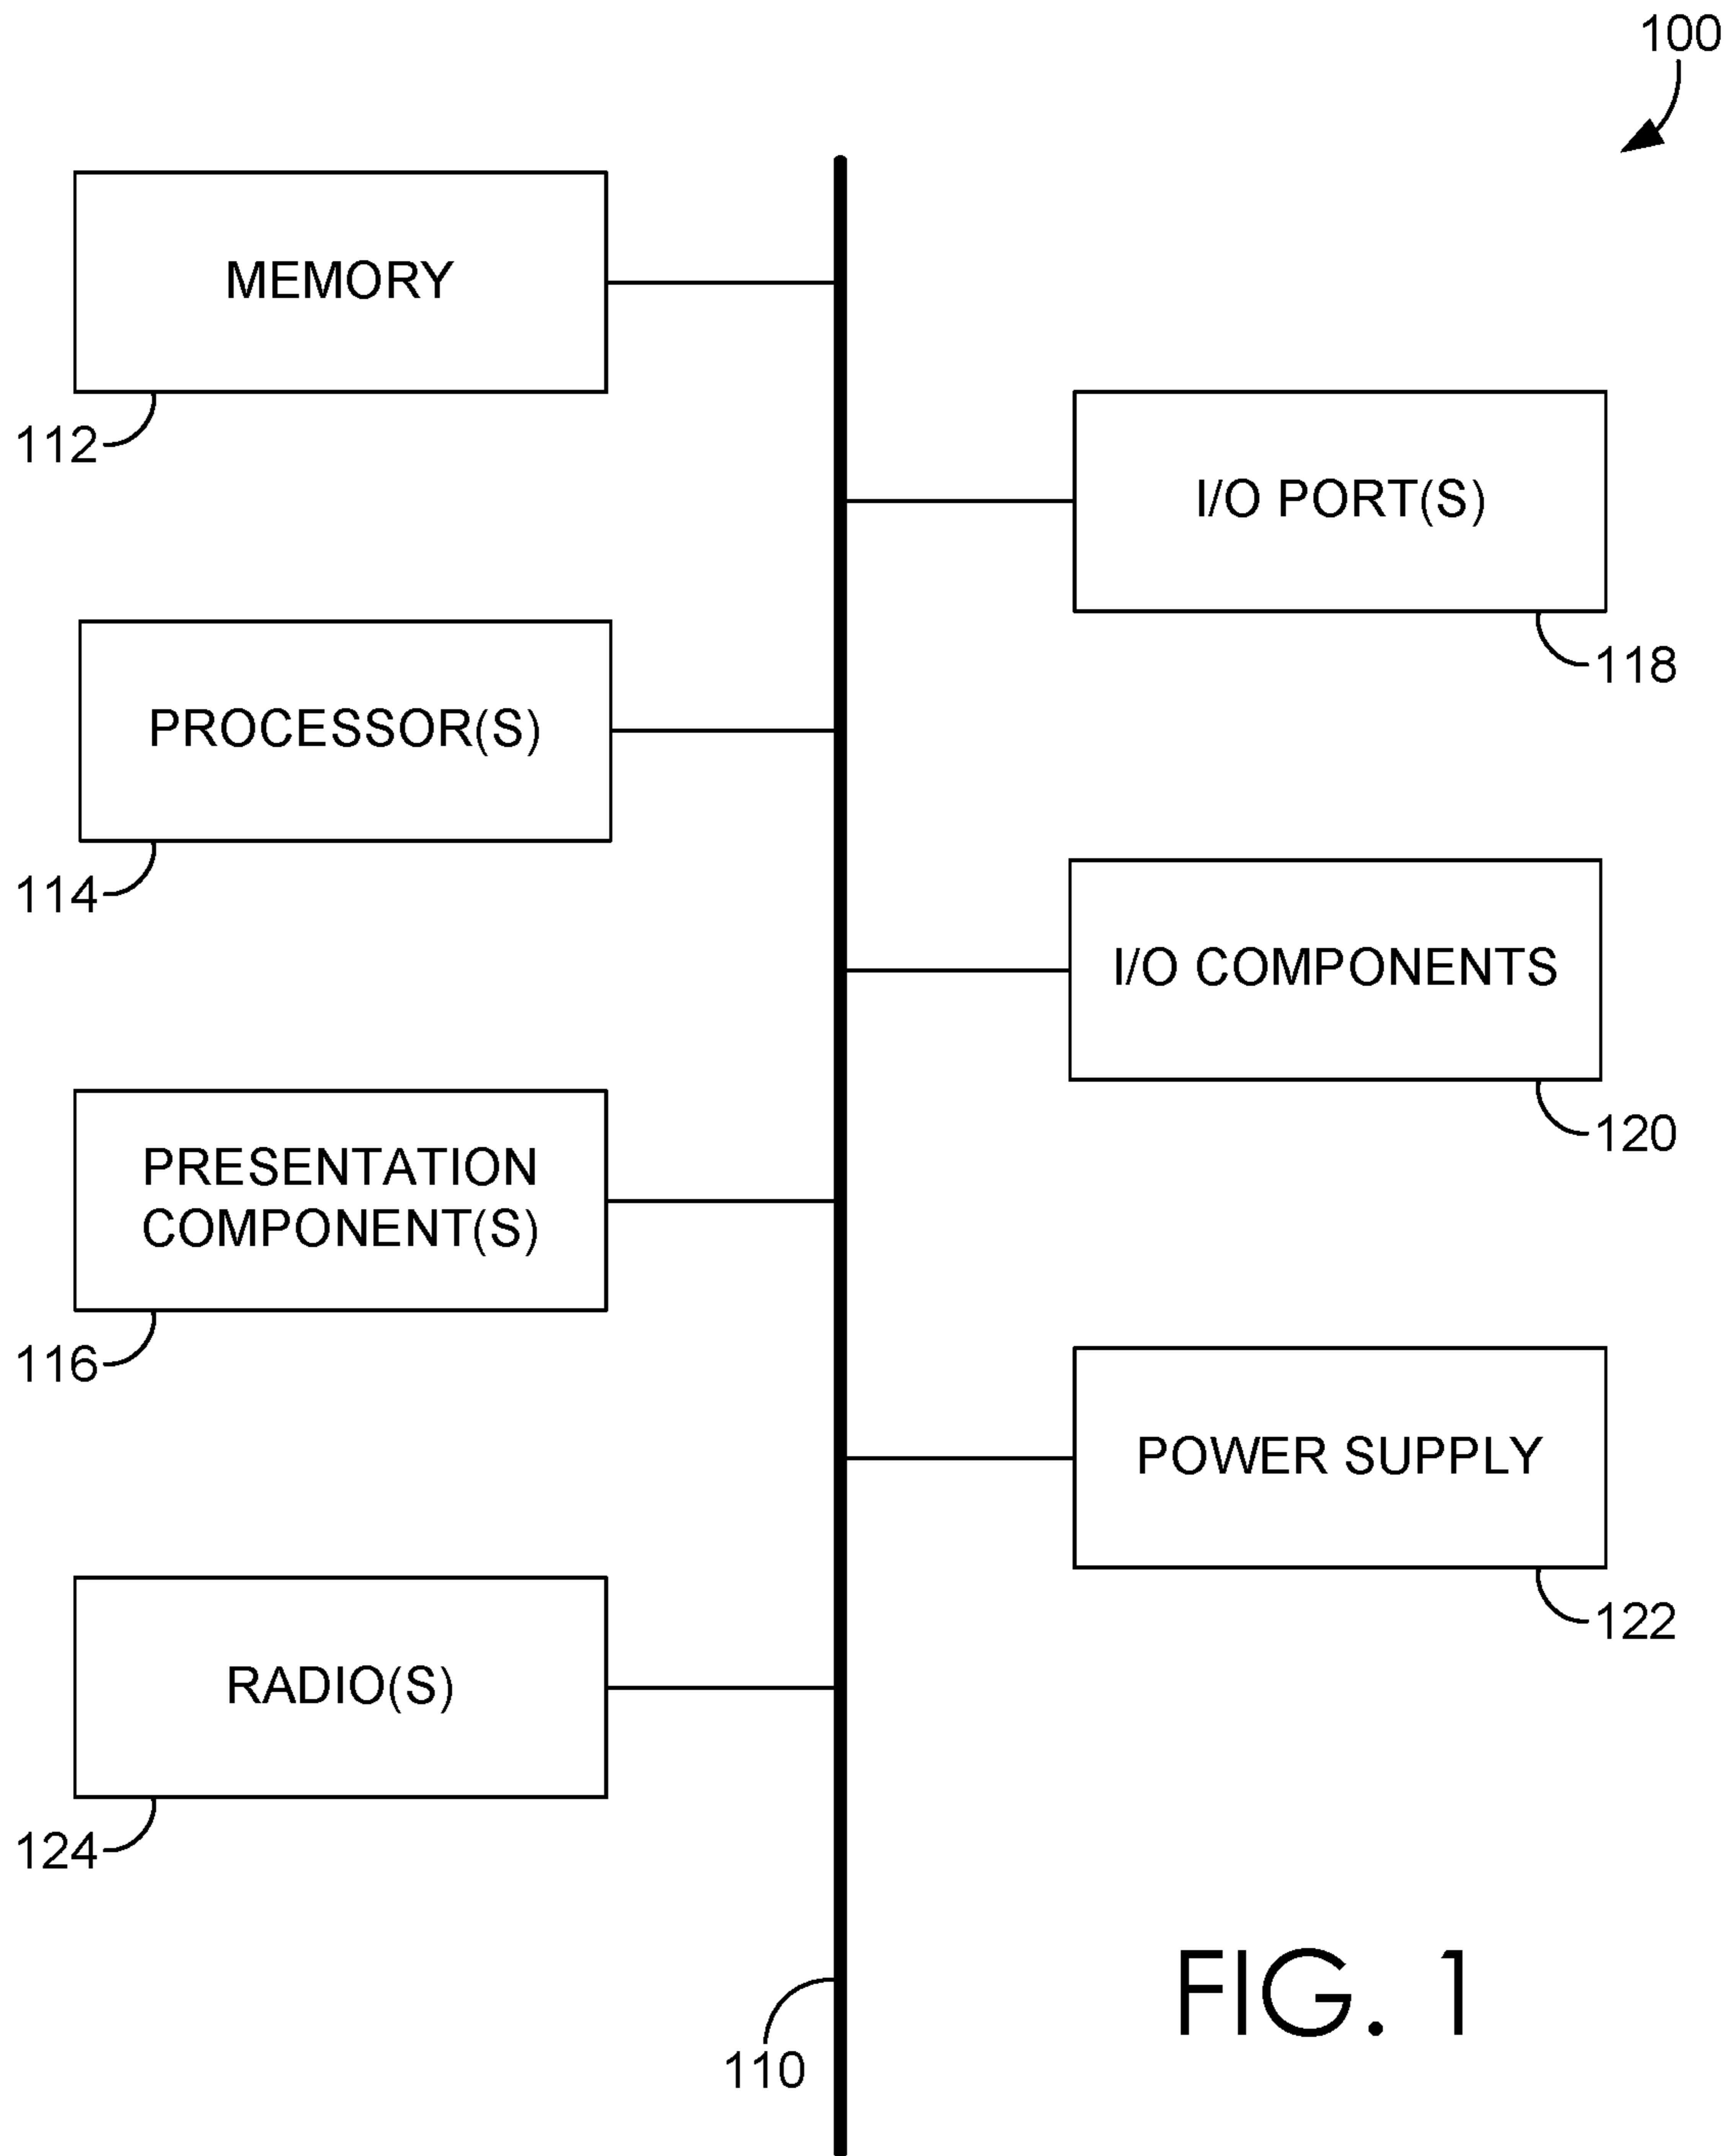 100
MEMORY
112
I/O PORT(S)
118
PROCESSOR(S)
114
I/O COMPONENTS
120
PRESENTATION
COMPONENT(S)
116
POWER SUPPLY
122
RADIO(S)
124
110
FIG. 1